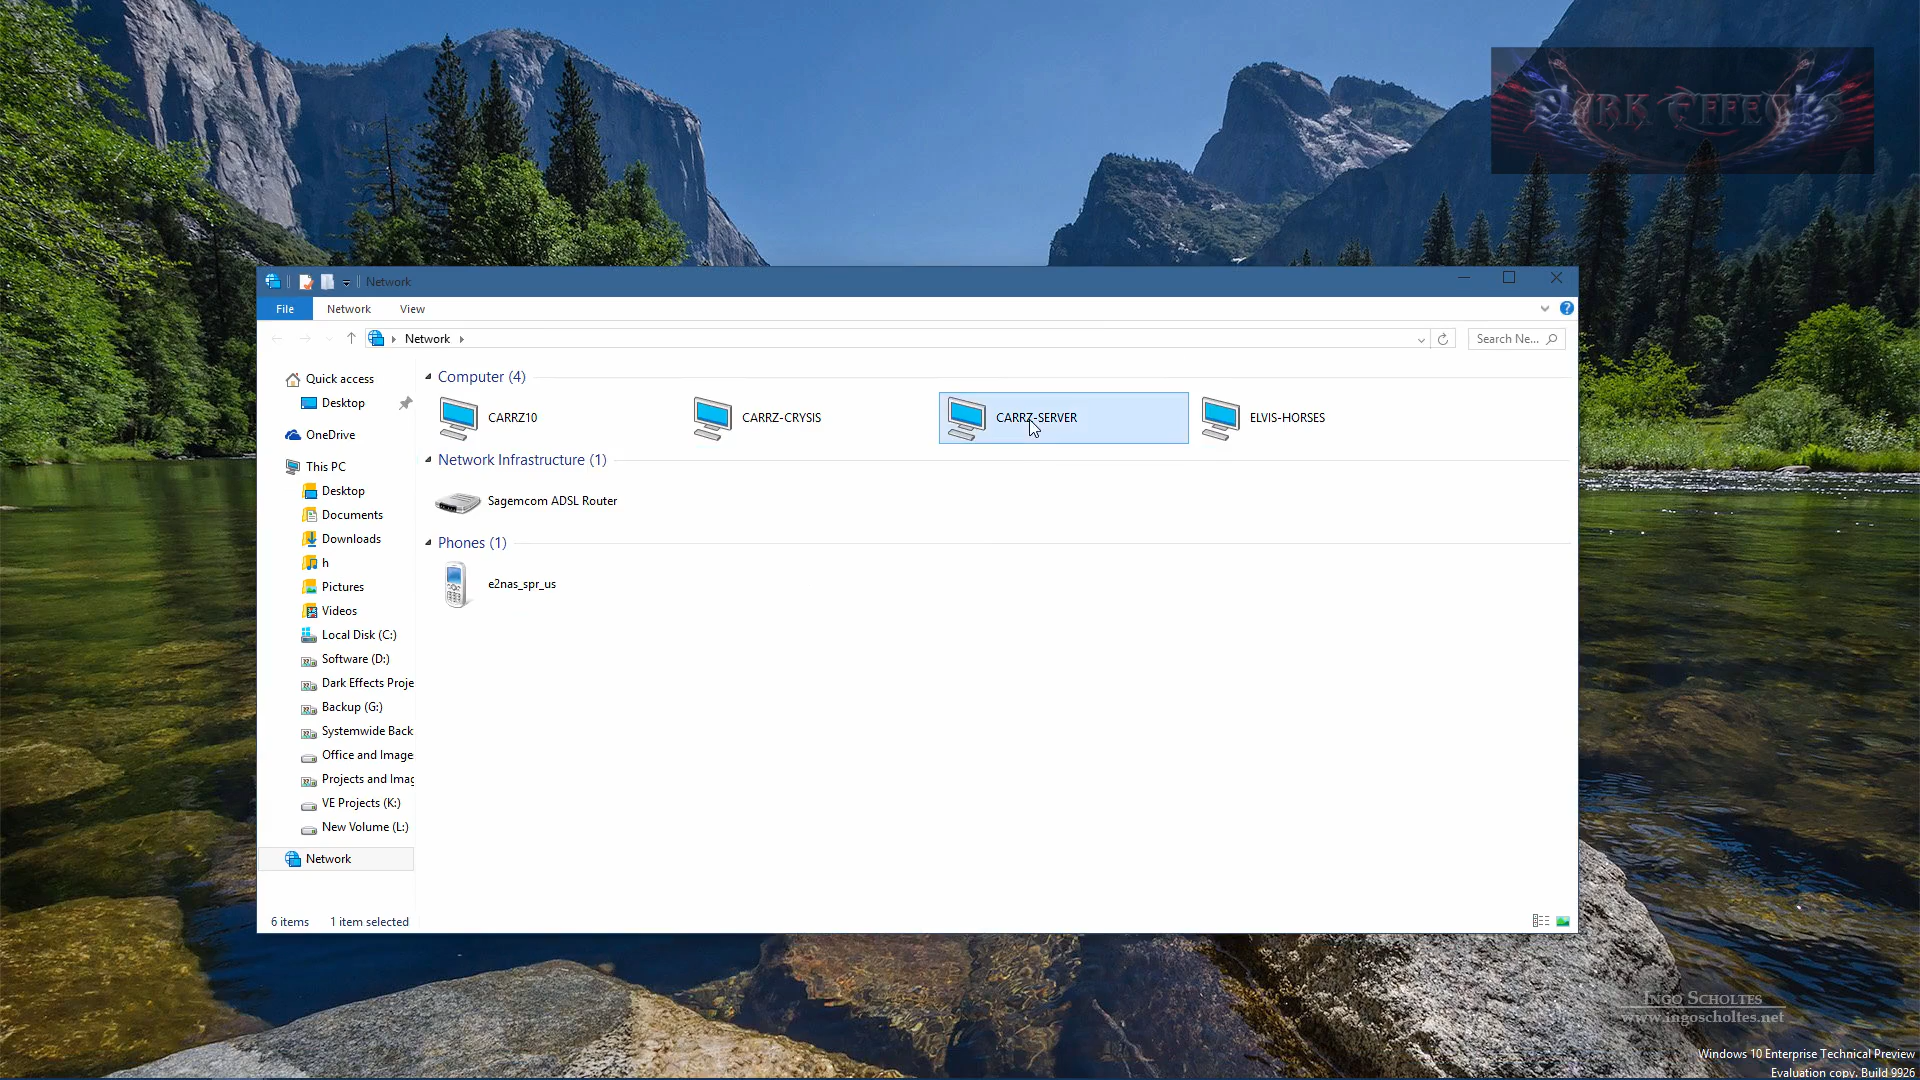 DARK EFFECTS
Network
File Network View
Network
Search Ne...
Quick access
Desktop
OneDrive
This PC
Desktop
Documents
Downloads
h
Pictures
Videos
Local Disk (C:)
Software (D:)
Dark Effects Proje
Backup (G:)
Systemwide Back
Office and Image
Projects and Imag
VE Projects (K:)
New Volume (L:)
Network
Computer (4)
CARRZ10 CARRZ-CRYSIS CARRZ-SERVER ELVIS-HORSES
Network Infrastructure (1)
Sagemcom ADSL Router
Phones (1)
e2nas_spr_us
6 items 1 item selected
INGO SCHOLTES
www.ingoscholtes.net
Windows 10 Enterprise Technical Preview
Evaluation copy. Build 9926